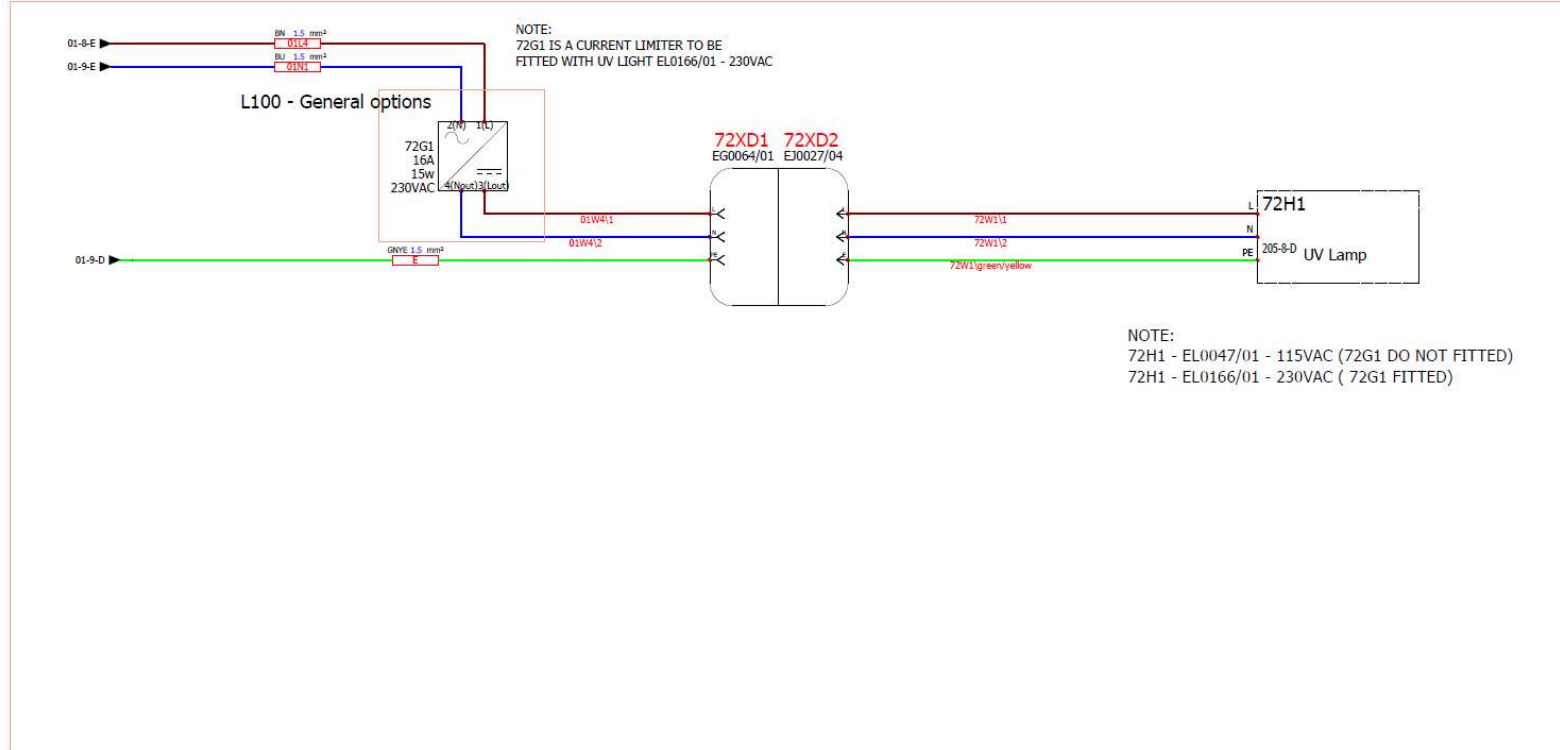 NOTE:
72G1 IS A CURRENT LIMITER TO BE
FITTED WITH UV LIGHT EL0166/01 - 230VAC
BN 1.5 mm²
01-8-E
01L4
BU 1.5 mm²
01-9-E
01N1
L100 - General options
2(N) 1(L)
72G1
16A
15w
230VAC
4(Nout) 3(Lout)
72XD1 72XD2
EG0064/01 EJ0027/04
L
N
PE
01W4\1
01W4\2
GNYE 1.5 mm²
01-9-D
E
72W1\1
72W1\2
72W1\green/yellow
L
N
PE
72H1
205-8-D UV Lamp
NOTE:
72H1 - EL0047/01 - 115VAC (72G1 DO NOT FITTED)
72H1 - EL0166/01 - 230VAC ( 72G1 FITTED)